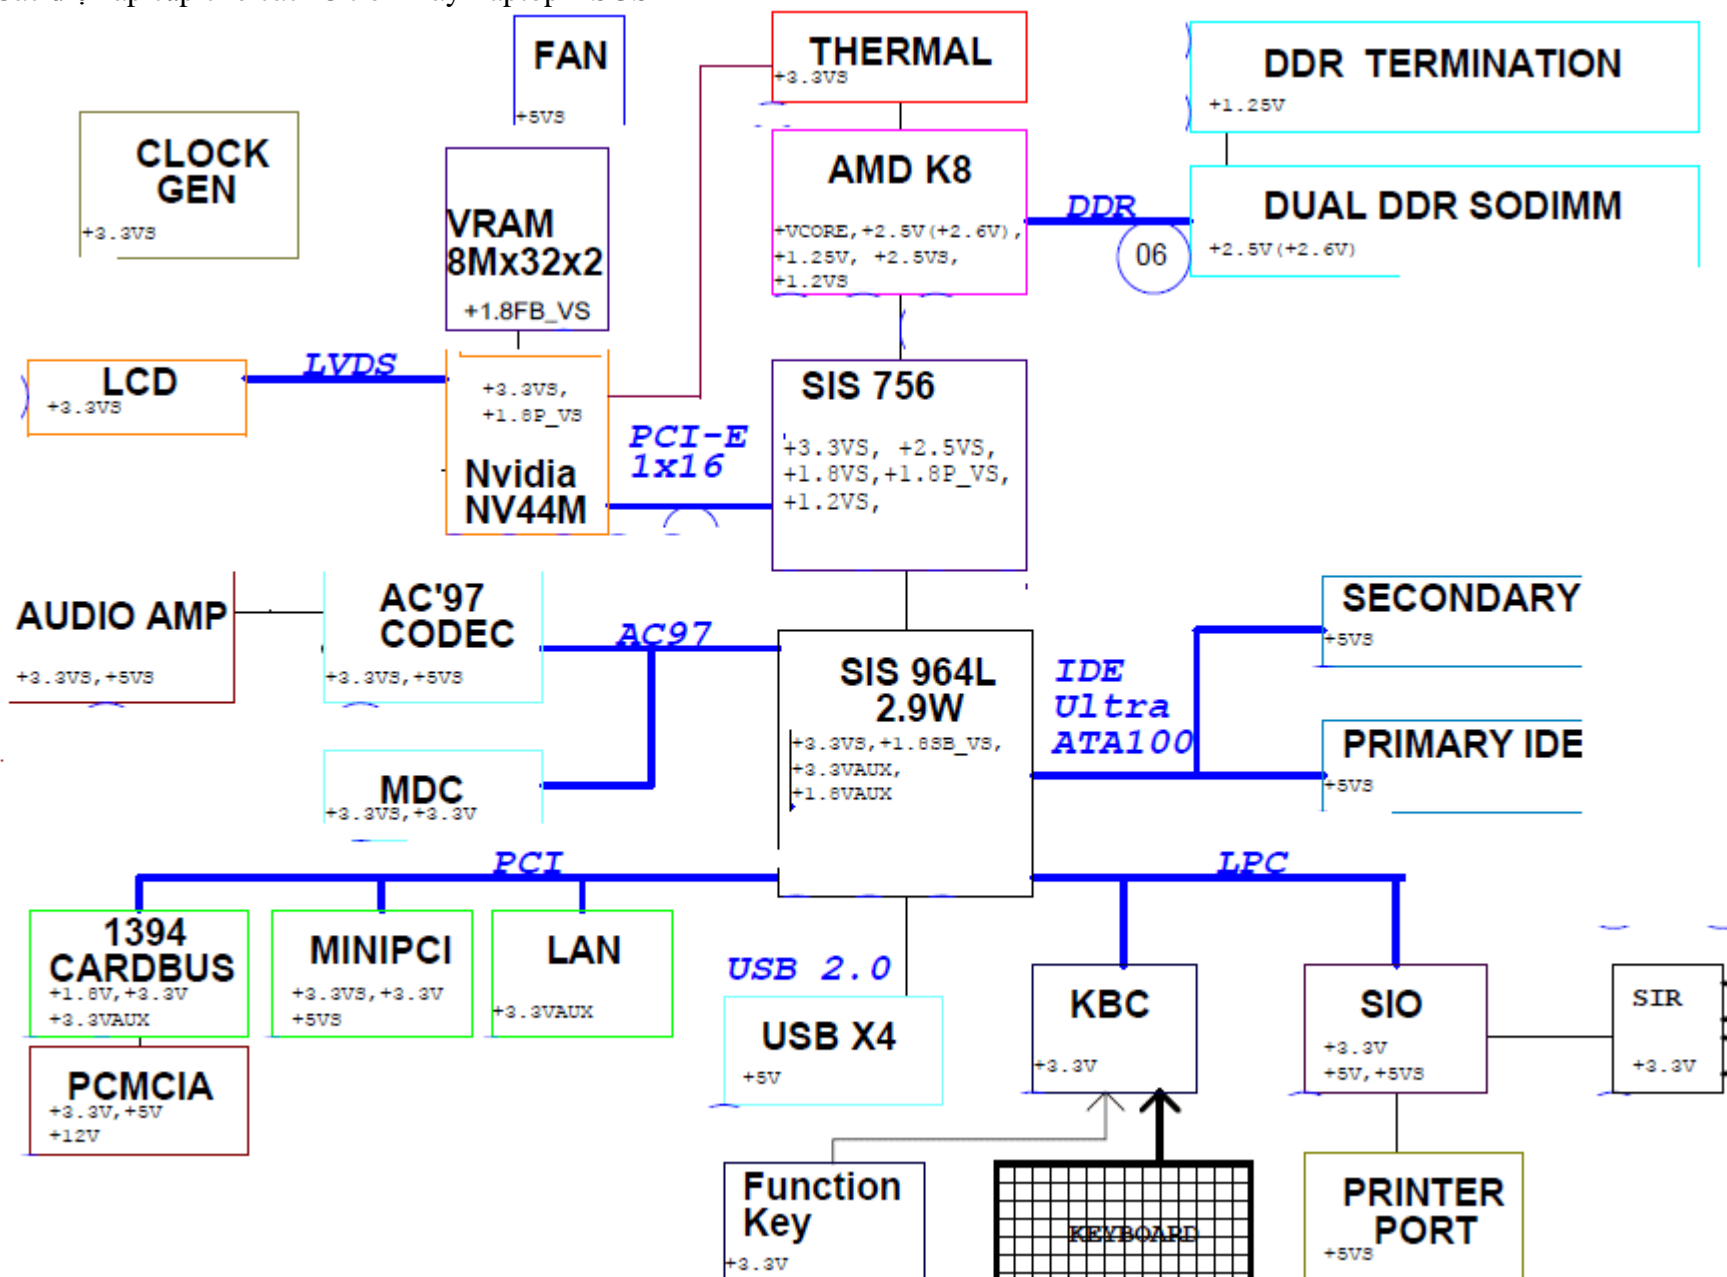 FAN
+5VS
THERMAL
+3.3VS
DDR TERMINATION
+1.25V
CLOCK
GEN
+3.3VS
VRAM
8Mx32x2
+1.8FB_VS
AMD K8
+VCORE,+2.5V(+2.6V),
+1.25V, +2.5VS,
+1.2VS
DDR
06
DUAL DDR SODIMM
+2.5V(+2.6V)
LCD
+3.3VS
LVDS
+3.3VS,
+1.8P_VS
Nvidia
NV44M
PCI-E
1x16
SIS 756
+3.3VS, +2.5VS,
+1.8VS,+1.8P_VS,
+1.2VS,
AUDIO AMP
+3.3VS,+5VS
AC'97
CODEC
+3.3VS,+5VS
AC97
SIS 964L
2.9W
+3.3VS,+1.8SB_VS,
+3.3VAUX,
+1.8VAUX
IDE
Ultra
ATA100
SECONDARY
+5VS
PRIMARY IDE
+5VS
MDC
+3.3VS,+3.3V
PCI
LPC
1394
CARDBUS
+1.8V,+3.3V
+3.3VAUX
MINIPCI
+3.3VS,+3.3V
+5VS
LAN
+3.3VAUX
USB 2.0
USB X4
+5V
KBC
+3.3V
SIO
+3.3V
+5V,+5VS
SIR
+3.3V
PCMCIA
+3.3V,+5V
+12V
Function
Key
+3.3V
KEYBOARD
PRINTER
PORT
+5VS